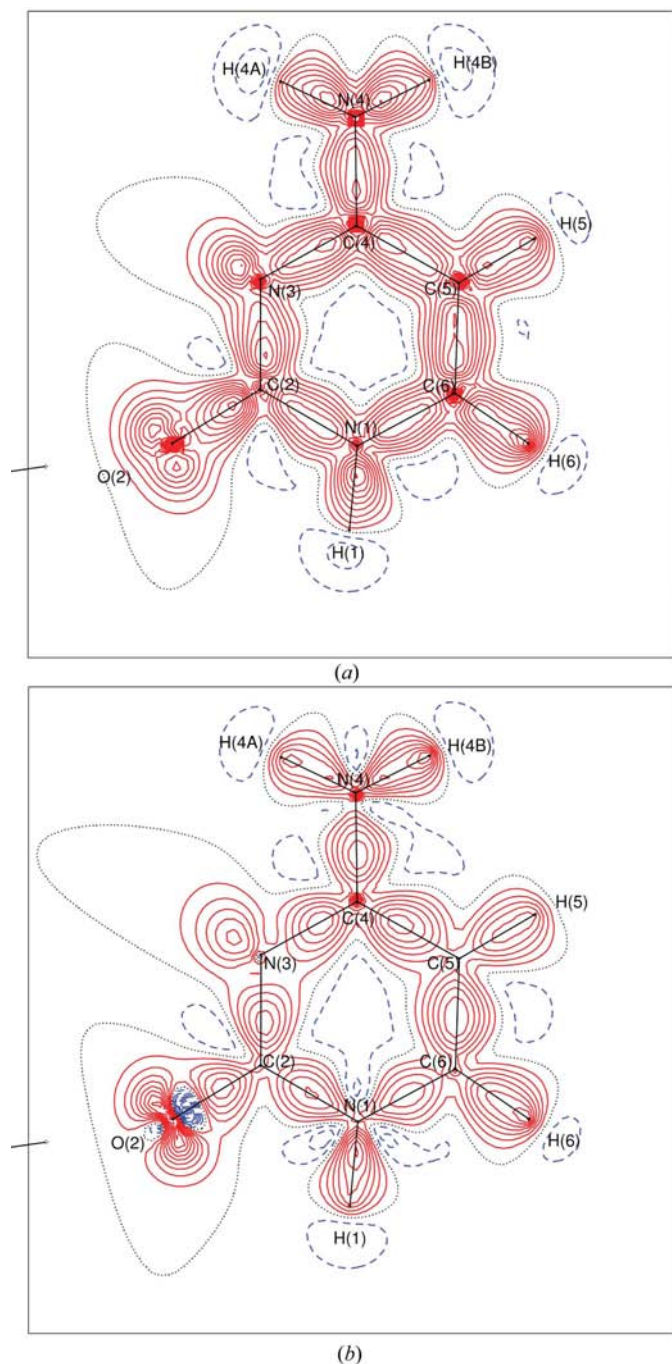 H(4A) H(4B)
N(4)
H(5)
C(4)
N(3) C(5)
C(2) C(6)
N(1)
O(2) H(6)
H(1)
(a)
H(4A) H(4B)
N(4)
H(5)
C(4)
N(3) C(5)
C(2) C(6)
N(1)
O(2) H(6)
H(1)
(b)